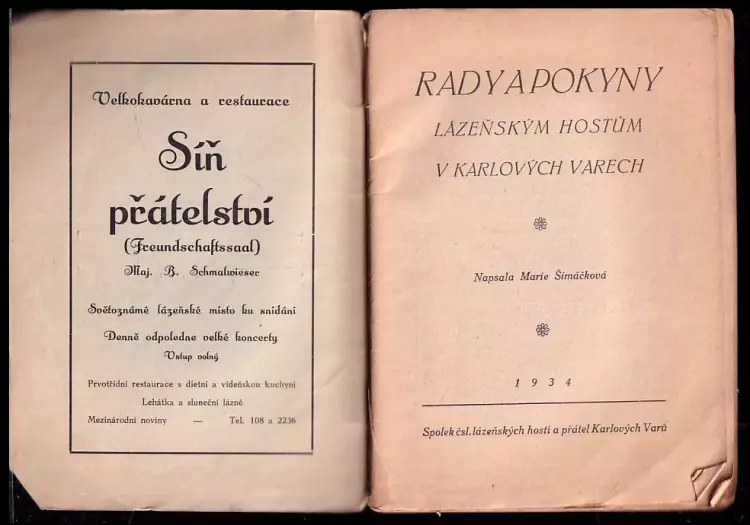 Velkokavárna a restaurace
Síň
přátelství
(Freundschaftssaal)
Maj. B. Schmalwieser
Světoznámé lázeňské místo ku snídání
Denně odpoledne velké koncerty
Vstup volný
Prvotřídní restaurace s dietní a vídeňskou kuchyní
Lehátka a sluneční lázně
Mezinárodní noviny — Tel. 108 a 2236
RADY A POKYNY
LÁZEŇSKÝM HOSTŮM
V KARLOVÝCH VARECH
Napsala Marie Šimáčková
1934
Spolek čsl. lázeňských hostí a přátel Karlových Varů